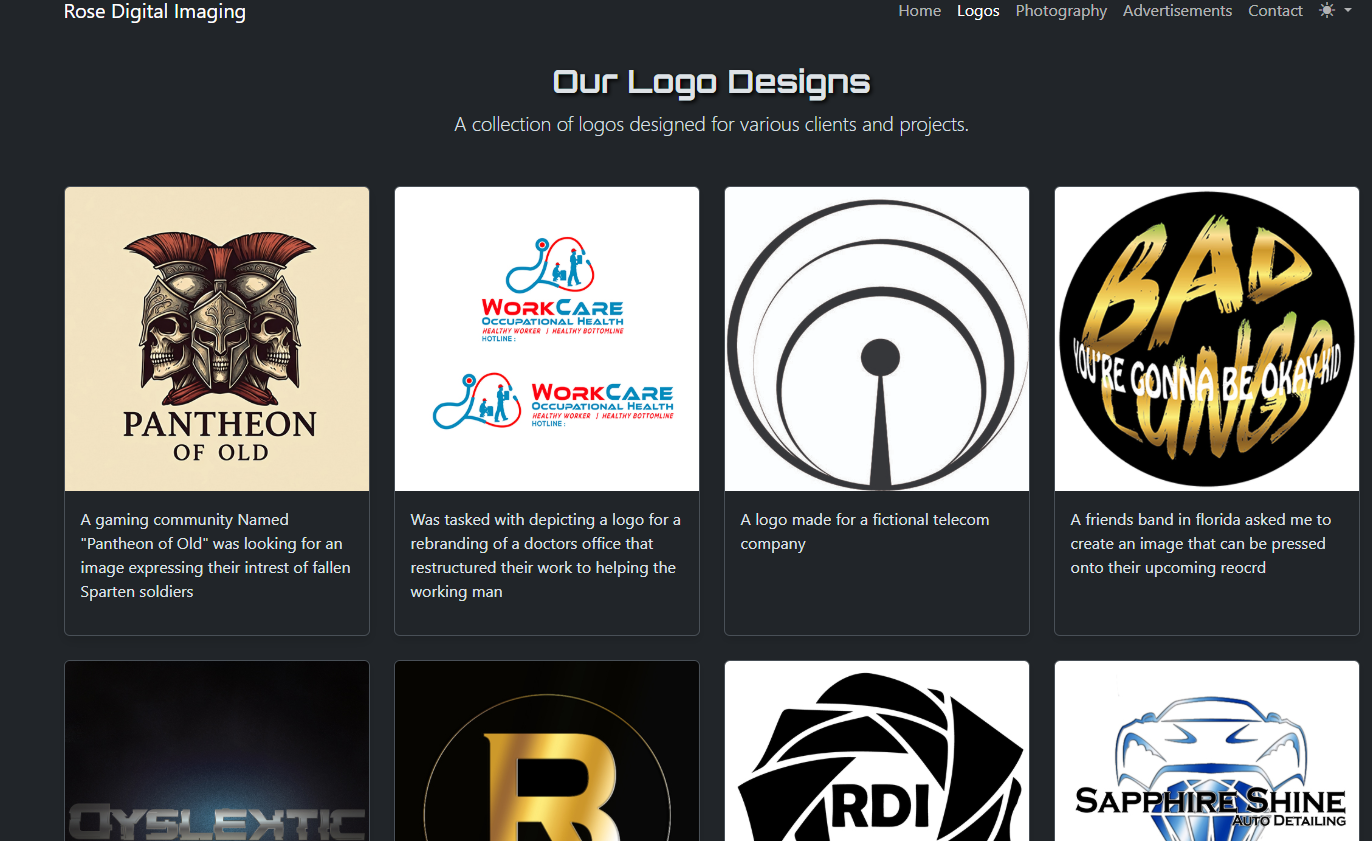 Rose Digital Imaging
Home Logos Photography Advertisements Contact
Our Logo Designs
A collection of logos designed for various clients and projects.
PANTHEON
OF OLD
WORKCARE
OCCUPATIONAL HEALTH
HEALTHY WORKER | HEALTHY BOTTOMLINE
HOTLINE :
WORKCARE
OCCUPATIONAL HEALTH
HEALTHY WORKER | HEALTHY BOTTOMLINE
HOTLINE :
BAD
YOU'RE GONNA BE OKAY KID
LUNGS
A gaming community Named
"Pantheon of Old" was looking for an
image expressing their intrest of fallen
Sparten soldiers
Was tasked with depicting a logo for a
rebranding of a doctors office that
restructured their work to helping the
working man
A logo made for a fictional telecom
company
A friends band in florida asked me to
create an image that can be pressed
onto their upcoming reocrd
DYSLEXTIC
R
RDI
SAPPHIRE SHINE
AUTO DETAILING